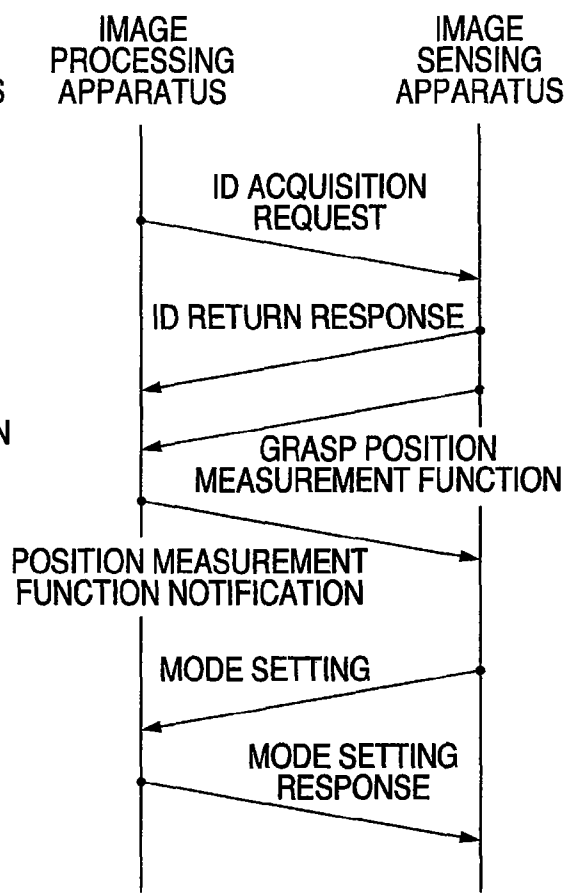 IMAGE
PROCESSING
APPARATUS
IMAGE
SENSING
APPARATUS
S
ID ACQUISITION
REQUEST
ID RETURN RESPONSE
N
GRASP POSITION
MEASUREMENT FUNCTION
POSITION MEASUREMENT
FUNCTION NOTIFICATION
MODE SETTING
MODE SETTING
RESPONSE